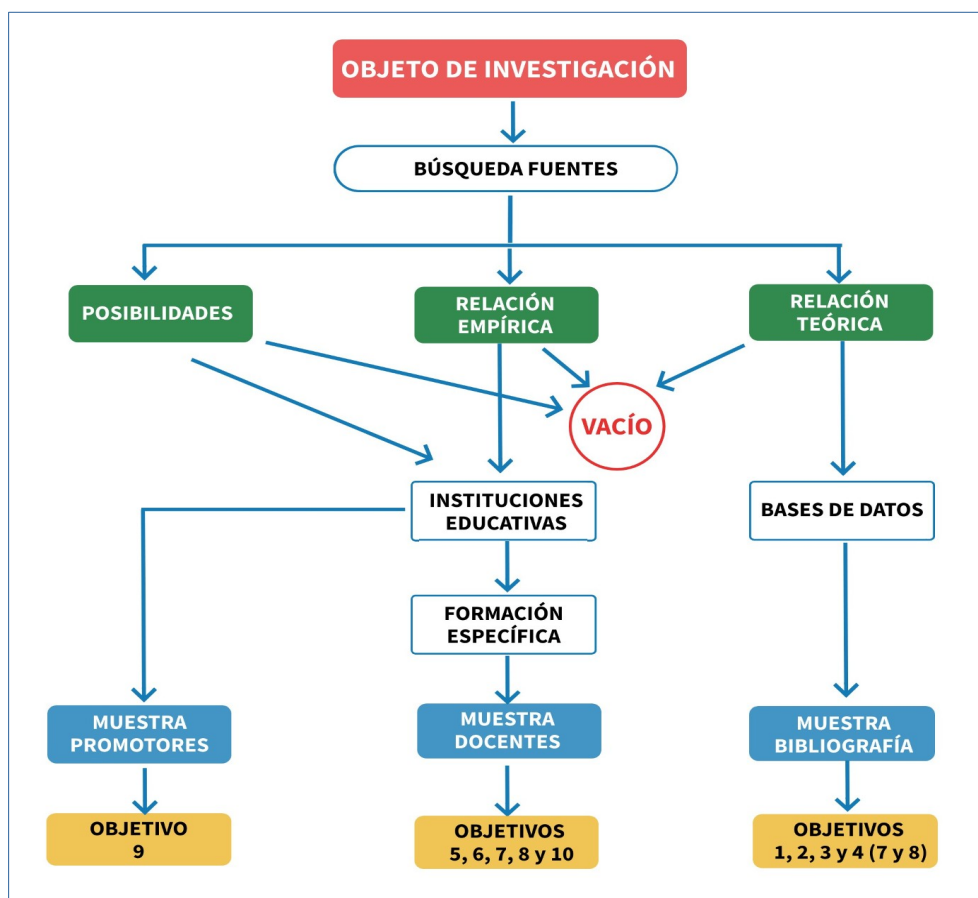 OBJETO DE INVESTIGACIÓN
BÚSQUEDA FUENTES
POSIBILIDADES
RELACIÓN
EMPÍRICA
RELACIÓN
TEÓRICA
VACÍO
INSTITUCIONES
EDUCATIVAS
BASES DE DATOS
FORMACIÓN
ESPECÍFICA
MUESTRA
PROMOTORES
MUESTRA
DOCENTES
MUESTRA
BIBLIOGRAFÍA
OBJETIVO
9
OBJETIVOS
5, 6, 7, 8 y 10
OBJETIVOS
1, 2, 3 y 4 (7 y 8)